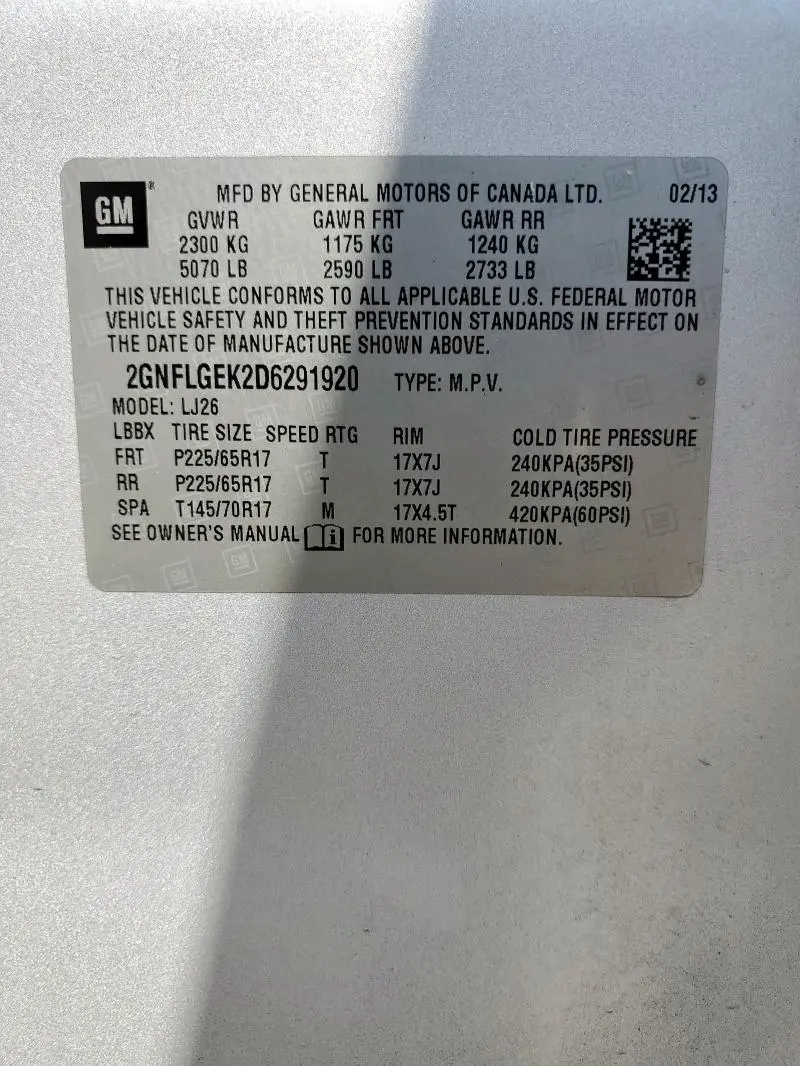 GM ® MFD BY GENERAL MOTORS OF CANADA LTD. 02/13
GVWR GAWR FRT GAWR RR
2300 KG 1175 KG 1240 KG
5070 LB 2590 LB 2733 LB
THIS VEHICLE CONFORMS TO ALL APPLICABLE U.S. FEDERAL MOTOR
VEHICLE SAFETY AND THEFT PREVENTION STANDARDS IN EFFECT ON
THE DATE OF MANUFACTURE SHOWN ABOVE.
2GNFLGEK2D6291920 TYPE: M.P.V.
MODEL: LJ26
LBBX TIRE SIZE SPEED RTG RIM COLD TIRE PRESSURE
FRT P225/65R17 T 17X7J 240KPA(35PSI)
RR P225/65R17 T 17X7J 240KPA(35PSI)
SPA T145/70R17 M 17X4.5T 420KPA(60PSI)
SEE OWNER'S MANUAL i FOR MORE INFORMATION.